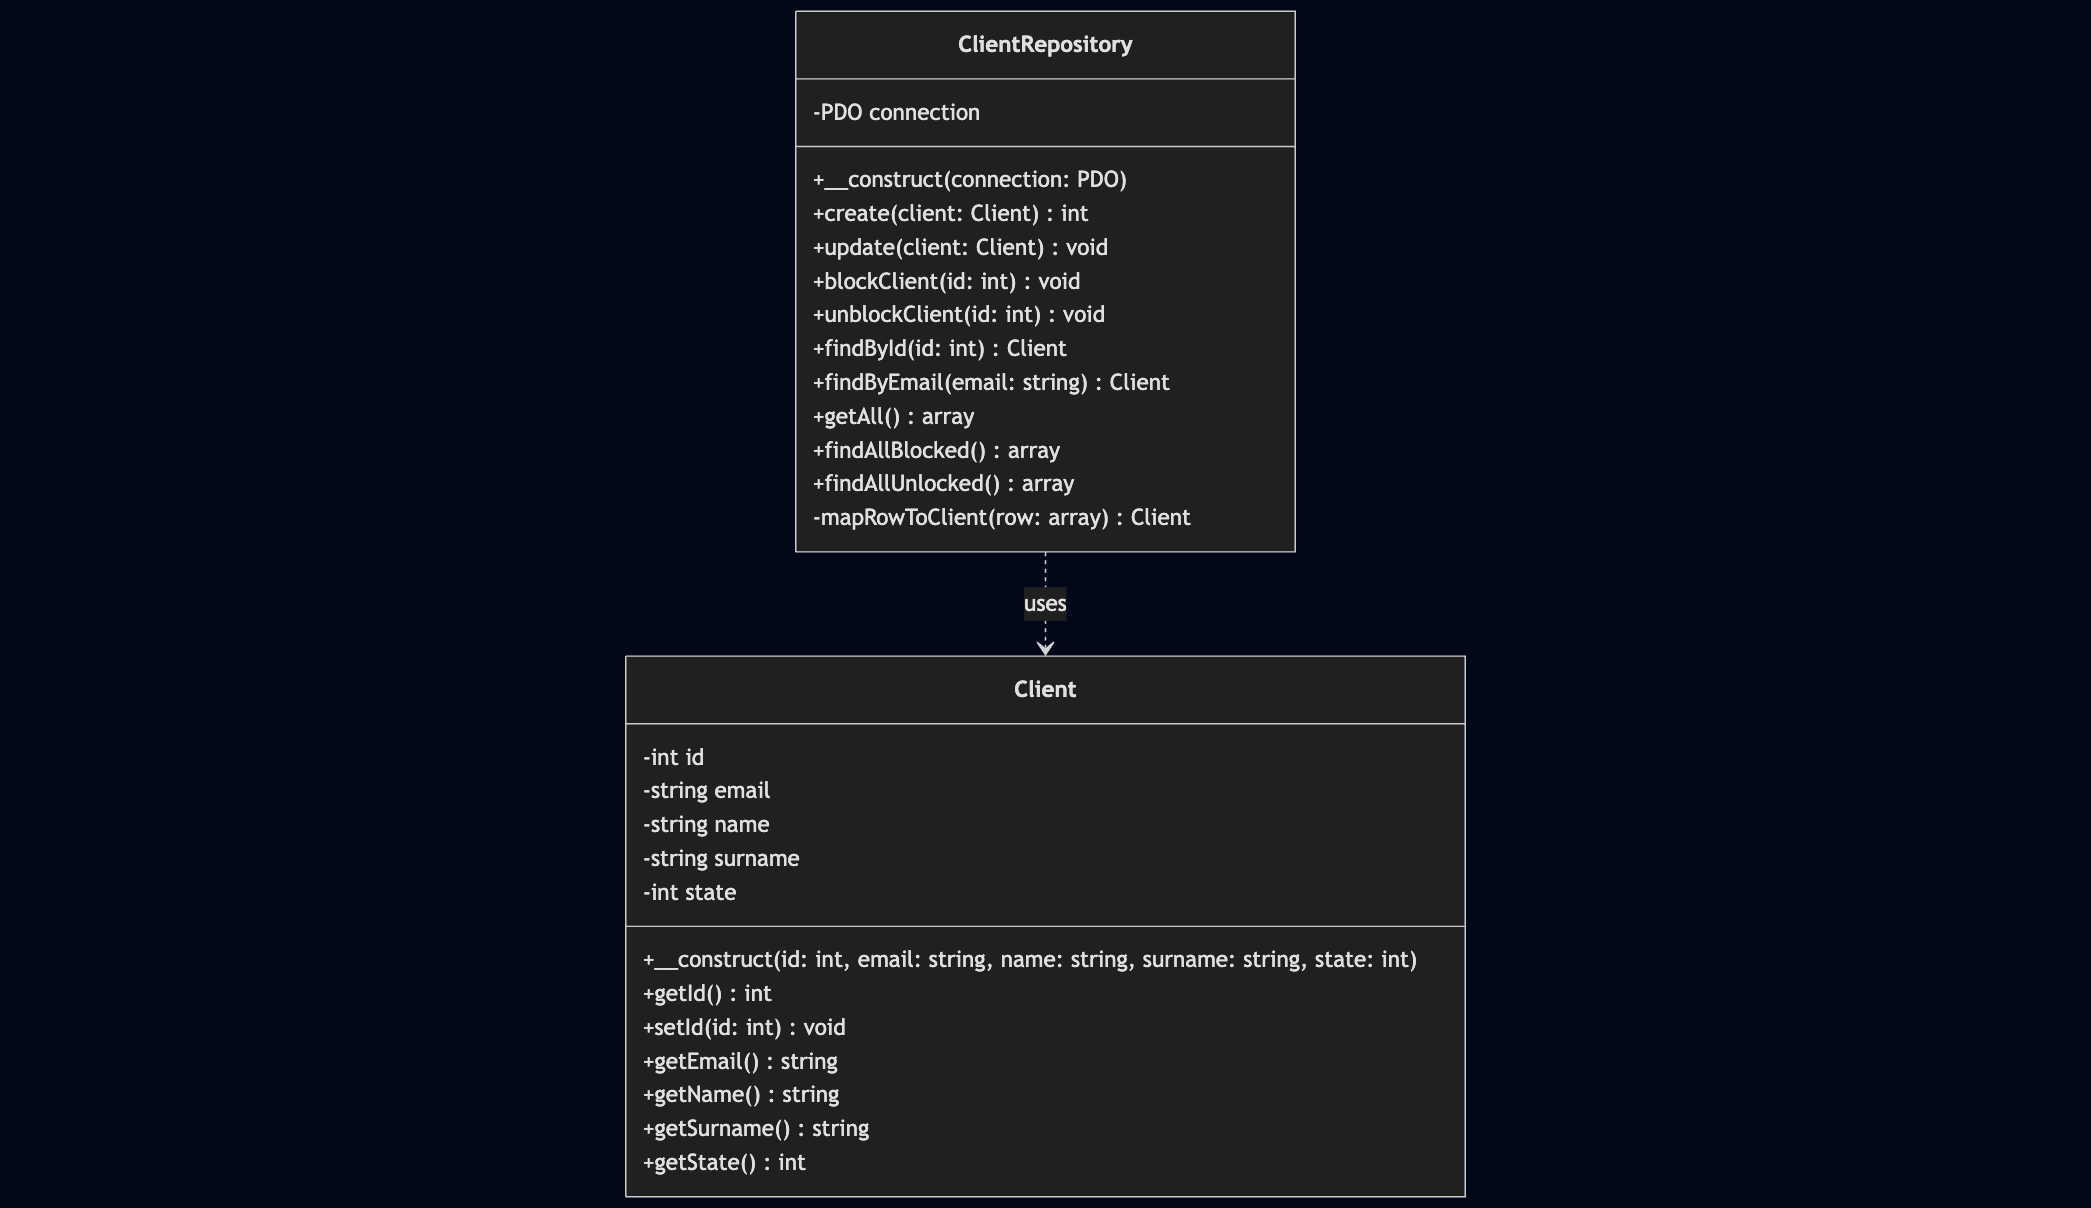 ClientRepository
-PDO connection
+__construct(connection: PDO)
+create(client: Client) : int
+update(client: Client) : void
+blockClient(id: int) : void
+unblockClient(id: int) : void
+findById(id: int) : Client
+findByEmail(email: string) : Client
+getAll() : array
+findAllBlocked() : array
+findAllUnlocked() : array
-mapRowToClient(row: array) : Client
uses
Client
-int id
-string email
-string name
-string surname
-int state
+__construct(id: int, email: string, name: string, surname: string, state: int)
+getId() : int
+setId(id: int) : void
+getEmail() : string
+getName() : string
+getSurname() : string
+getState() : int